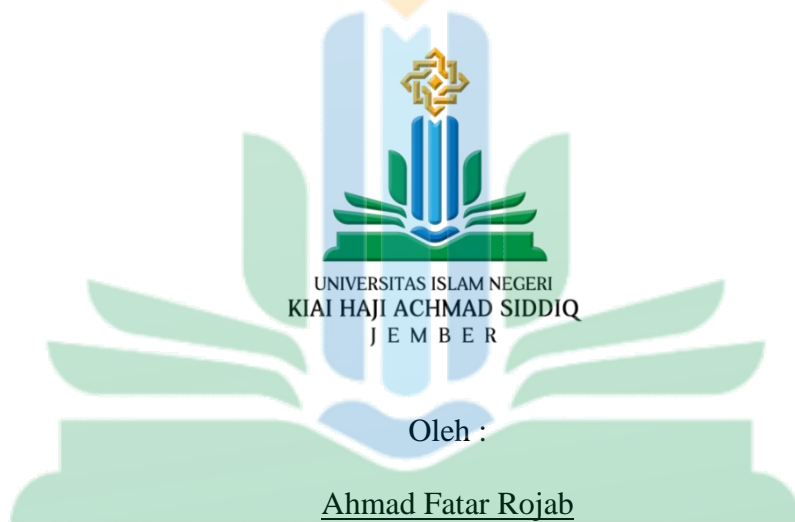 UNIVERSITAS ISLAM NEGERI
KIAI HAJI ACHMAD SIDDIQ
J E M B E R
Oleh :
Ahmad Fatar Rojab